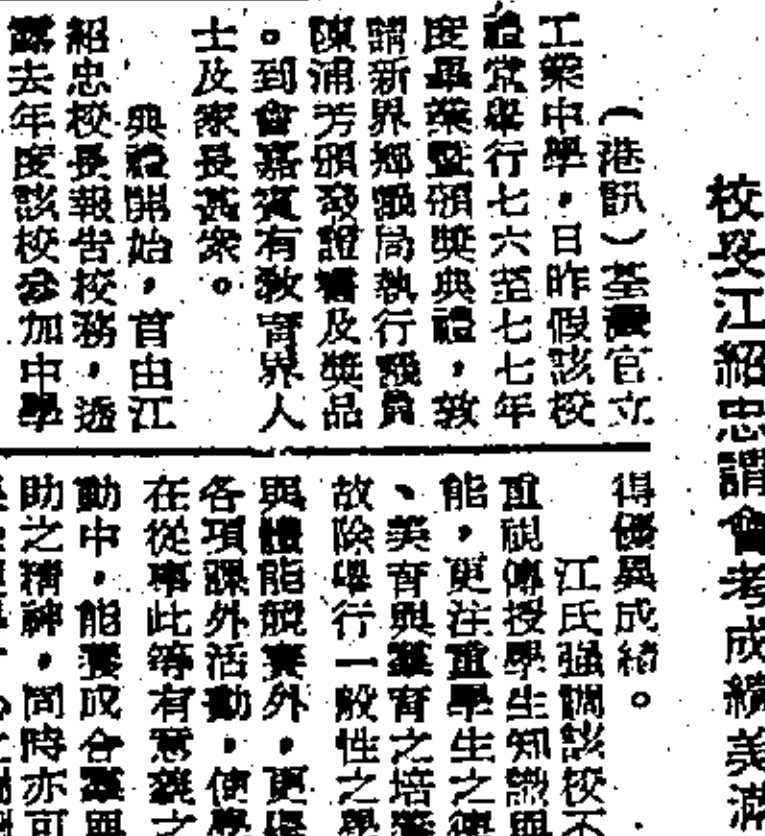 校長江紹忠謂會考成績美滿
（港訊）荃灣官立
工業中學，日昨假該校
禮堂舉行七六至七七年
度畢業暨頒獎典禮，敦
請新界鄉議局執行議員
陳浦芳頒發證書及獎品
。到會嘉賓有教育界人
士及家長甚衆。
典禮開始，首由江
紹忠校長報告校務，透
露去年度該校參加中學
得優異成績。
江氏强調該校不
重視傳授學生知識與
能，更注重學生之德
、美育與羣育之培養
故除舉行一般性之學
與體能競賽外，更
各項課外活動，使學
在從事此等有意義之
動中，能養成合羣與
助之精神，同時亦可